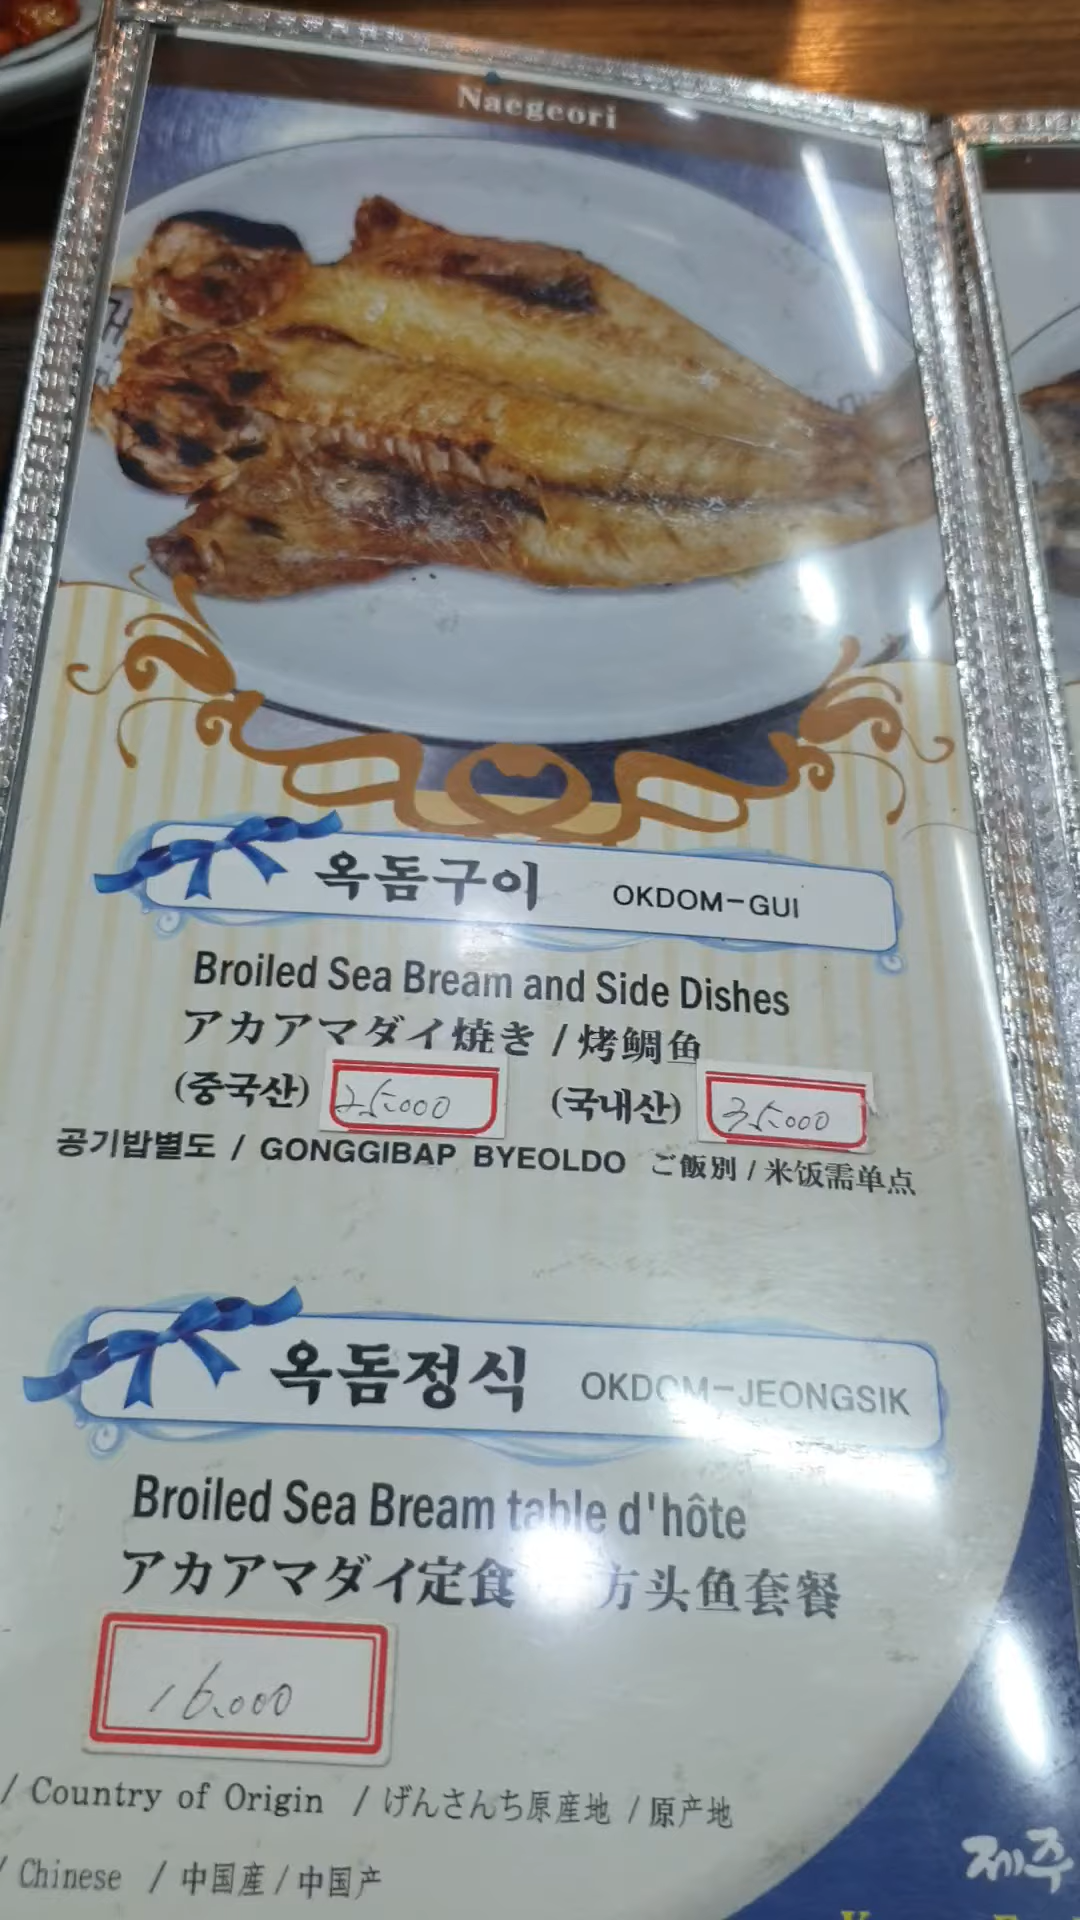 Naegeori
옥돔구이 OKDOM-GUI
Broiled Sea Bream and Side Dishes
アカアマダイ焼き / 烤鲷鱼
(중국산) 25,000 (국내산) 35,000
공기밥별도 / GONGGIBAP BYEOLDO ご飯別 / 米饭需单点
옥돔정식 OKDOM-JEONGSIK
Broiled Sea Bream table d'hôte
アカアマダイ定食 方头鱼套餐
16,000
/ Country of Origin / げんさんち原産地 / 原产地
/ Chinese / 中国産 / 中国产
제주